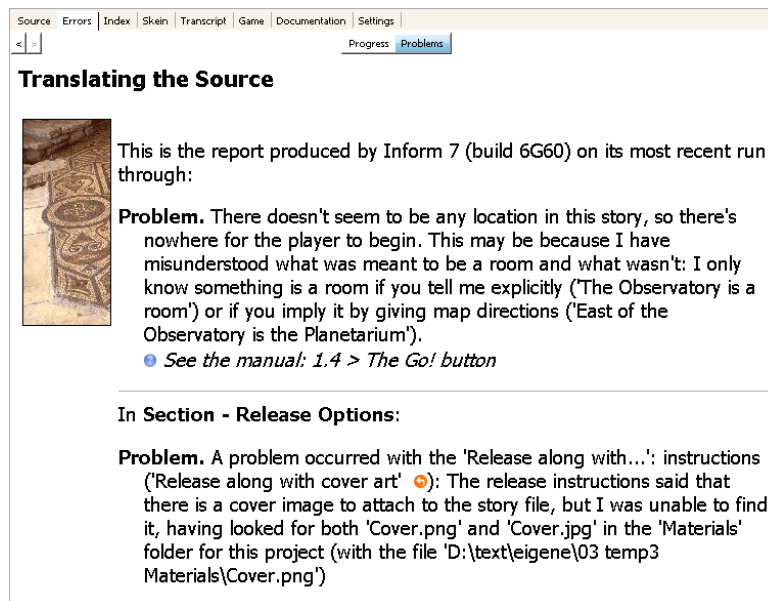 Source Errors Index Skein Transcript Game Documentation Settings
< > Progress Problems
Translating the Source
This is the report produced by Inform 7 (build 6G60) on its most recent run
through:
Problem. There doesn't seem to be any location in this story, so there's
nowhere for the player to begin. This may be because I have
misunderstood what was meant to be a room and what wasn't: I only
know something is a room if you tell me explicitly ('The Observatory is a
room') or if you imply it by giving map directions ('East of the
Observatory is the Planetarium').
See the manual: 1.4 > The Go! button
In Section - Release Options:
Problem. A problem occurred with the 'Release along with...': instructions
('Release along with cover art' ): The release instructions said that
there is a cover image to attach to the story file, but I was unable to find
it, having looked for both 'Cover.png' and 'Cover.jpg' in the 'Materials'
folder for this project (with the file 'D:\text\eigene\03 temp3
Materials\Cover.png')